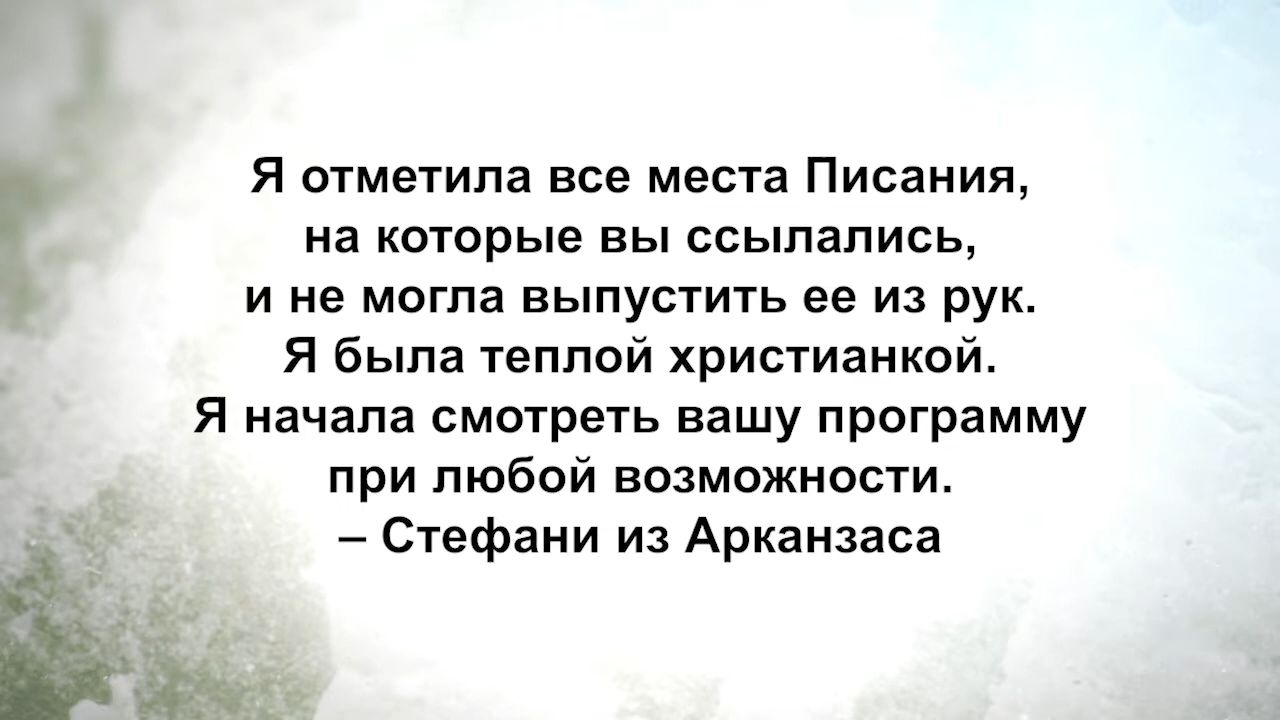 Я отметила все места Писания,
на которые вы ссылались,
и не могла выпустить ее из рук.
Я была теплой христианкой.
Я начала смотреть вашу программу
при любой возможности.
– Стефани из Арканзаса